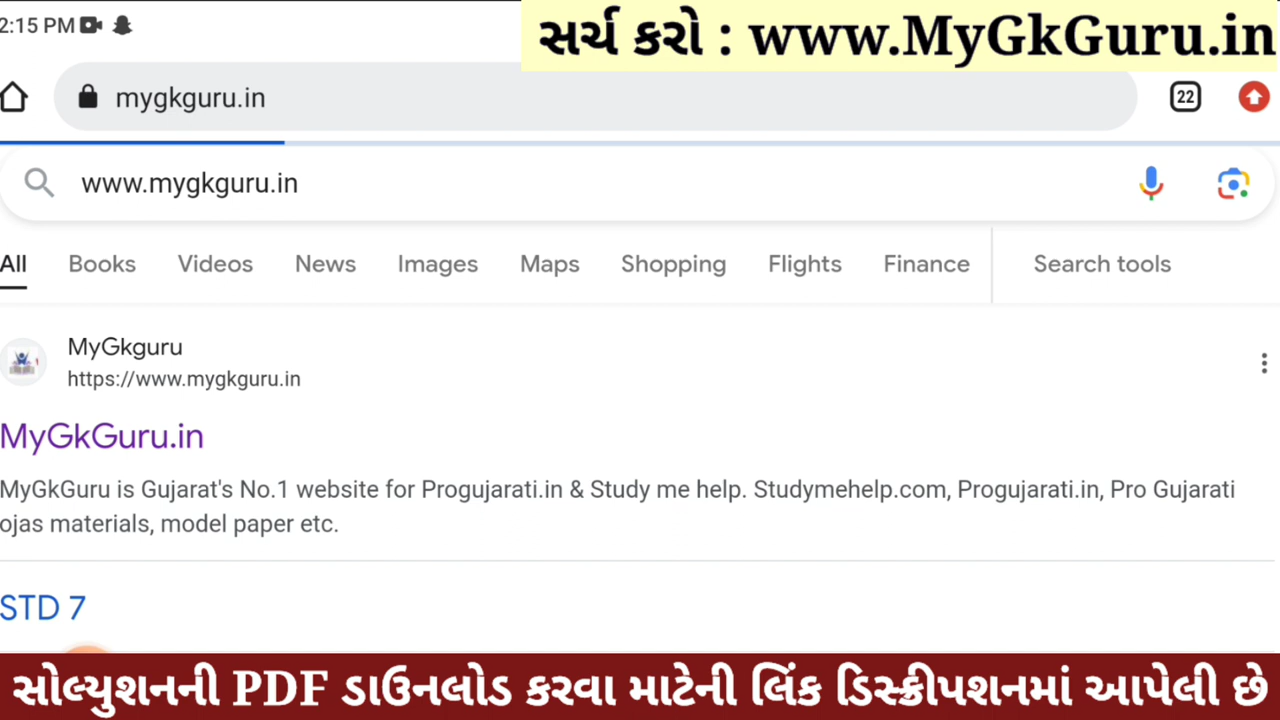 2:15 PM
સર્ચ કરો : www.MyGkGuru.in
mygkguru.in
22
www.mygkguru.in
All Books Videos News Images Maps Shopping Flights Finance Search tools
MyGkguru
https://www.mygkguru.in
MyGkGuru.in
MyGkGuru is Gujarat's No.1 website for Progujarati.in & Study me help. Studymehelp.com, Progujarati.in, Pro Gujarati
ojas materials, model paper etc.
STD 7
સોલ્યુશનની PDF ડાઉનલોડ કરવા માટેની લિંક ડિસ્ક્રીપશનમાં આપેલી છે